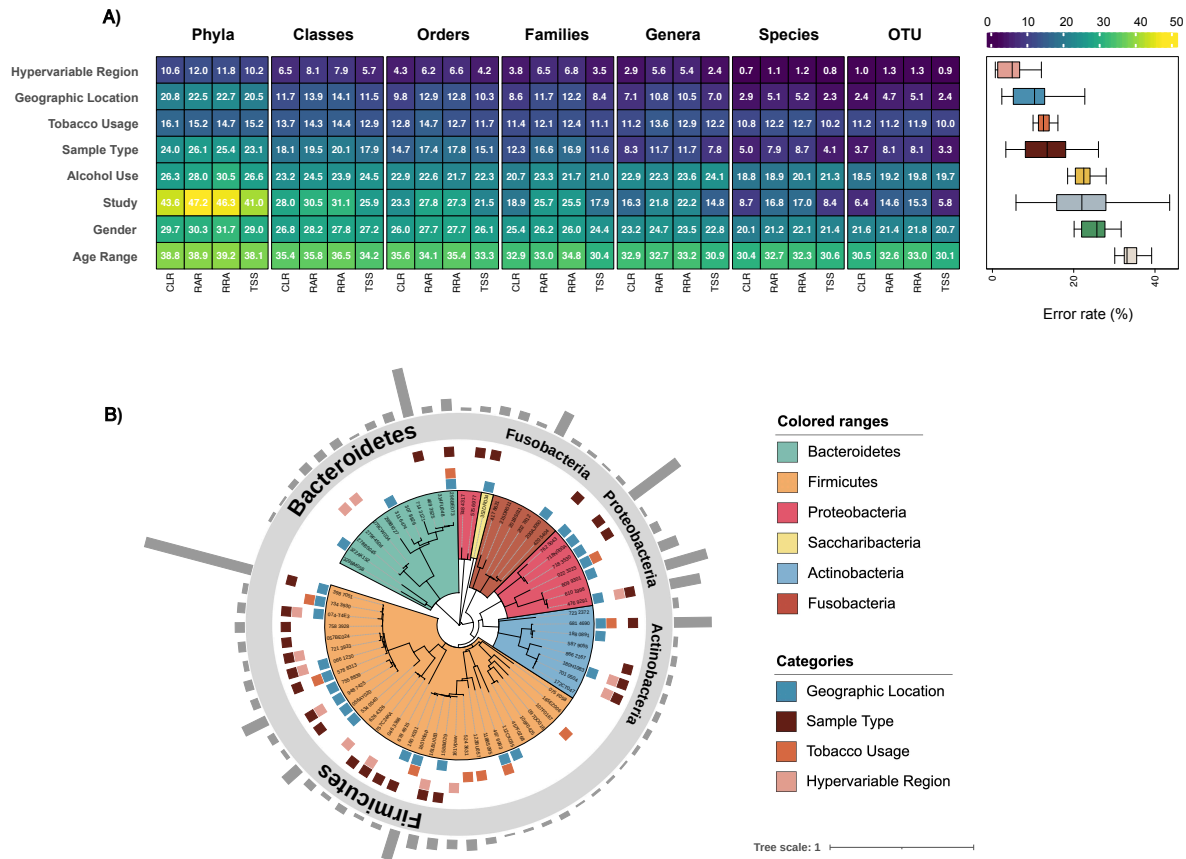 A)
Phyla Classes Orders Families Genera Species OTU
0 10 20 30 40 50
Hypervariable Region 10.6 12.0 11.8 10.2 6.5 8.1 7.9 5.7 4.3 6.2 6.6 4.2 3.8 6.5 6.8 3.5 2.9 5.6 5.4 2.4 0.7 1.1 1.2 0.8 1.0 1.3 1.3 0.9
Geographic Location 20.8 22.5 22.7 20.5 11.7 13.9 14.1 11.5 9.8 12.9 12.8 10.3 8.6 11.7 12.2 8.4 7.1 10.8 10.5 7.0 2.9 5.1 5.2 2.3 2.4 4.7 5.1 2.4
Tobacco Usage 16.1 15.2 14.7 15.2 13.7 14.3 14.4 12.9 12.8 14.7 12.7 11.7 11.4 12.1 12.4 11.1 11.2 13.6 12.9 12.2 10.8 12.2 12.7 10.2 11.2 11.2 11.9 10.0
Sample Type 24.0 26.1 25.4 23.1 18.1 19.5 20.1 17.9 14.7 17.4 17.8 15.1 12.3 16.6 16.9 11.6 8.3 11.7 11.7 7.8 5.0 7.9 8.7 4.1 3.7 8.1 8.1 3.3
Alcohol Use 26.3 28.0 30.5 26.6 23.2 24.5 23.9 24.5 22.9 22.6 21.7 22.3 20.7 23.3 21.7 21.0 22.9 22.3 23.6 24.1 18.8 18.9 20.1 21.3 18.5 19.2 19.8 19.7
Study 43.6 47.2 46.3 41.0 28.0 30.5 31.1 25.9 23.3 27.8 27.3 21.5 18.9 25.7 25.5 17.9 16.3 21.8 22.2 14.8 8.7 16.8 17.0 8.4 6.4 14.6 15.3 5.8
Gender 29.7 30.3 31.7 29.0 26.8 28.2 27.8 27.2 26.0 27.7 27.7 26.1 25.4 26.2 26.0 24.4 23.2 24.7 23.5 22.8 20.1 21.2 22.1 21.4 21.6 21.4 21.8 20.7
Age Range 38.8 38.9 39.2 38.1 35.4 35.8 36.5 34.2 35.6 34.1 35.4 33.3 32.9 33.0 34.8 30.4 32.9 32.7 33.2 30.9 30.4 32.7 32.3 30.6 30.5 32.6 33.0 30.1
CLR RAR RRA TSS CLR RAR RRA TSS CLR RAR RRA TSS CLR RAR RRA TSS CLR RAR RRA TSS CLR RAR RRA TSS CLR RAR RRA TSS
0 20 40
Error rate (%)
B)
Bacteroidetes
Fusobacteria
Proteobacteria
Actinobacteria
Firmicutes
Colored ranges
Bacteroidetes
Firmicutes
Proteobacteria
Saccharibacteria
Actinobacteria
Fusobacteria
Categories
Geographic Location
Sample Type
Tobacco Usage
Hypervariable Region
Tree scale: 1